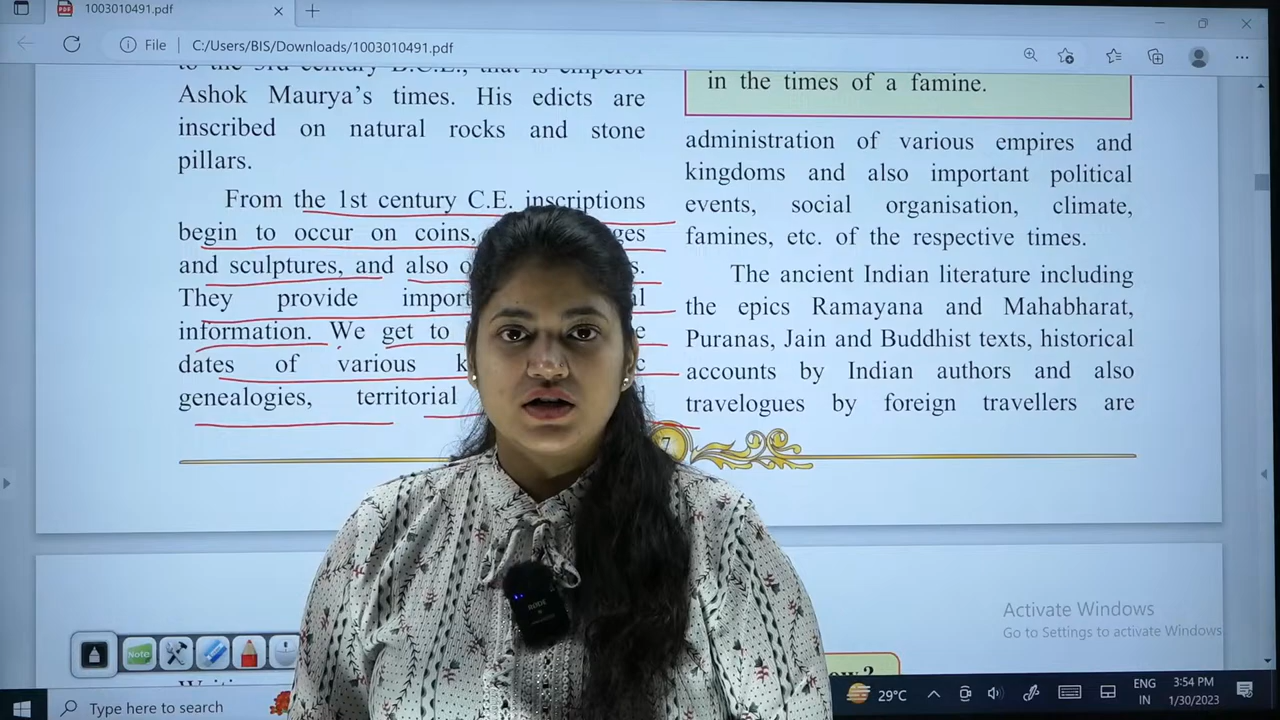 1003010491.pdf
File
C:/Users/BIS/Downloads/1003010491.pdf
Ashok Maurya's times. His edicts are
inscribed on natural rocks and stone
pillars.
From the 1st century C.E. inscriptions
begin to occur on coins,
and sculptures, and also
They provide
information. We get to
dates of various
genealogies, territorial
7
in the times of a famine.
administration of various empires and
kingdoms and also important political
events, social organisation, climate,
famines, etc. of the respective times.
The ancient Indian literature including
the epics Ramayana and Mahabharat,
Puranas, Jain and Buddhist texts, historical
accounts by Indian authors and also
travelogues by foreign travellers are
Activate Windows
Go to Settings to activate Windows
Note
RODE
Type here to search
29°C
ENG
IN
3:54 PM
1/30/2023